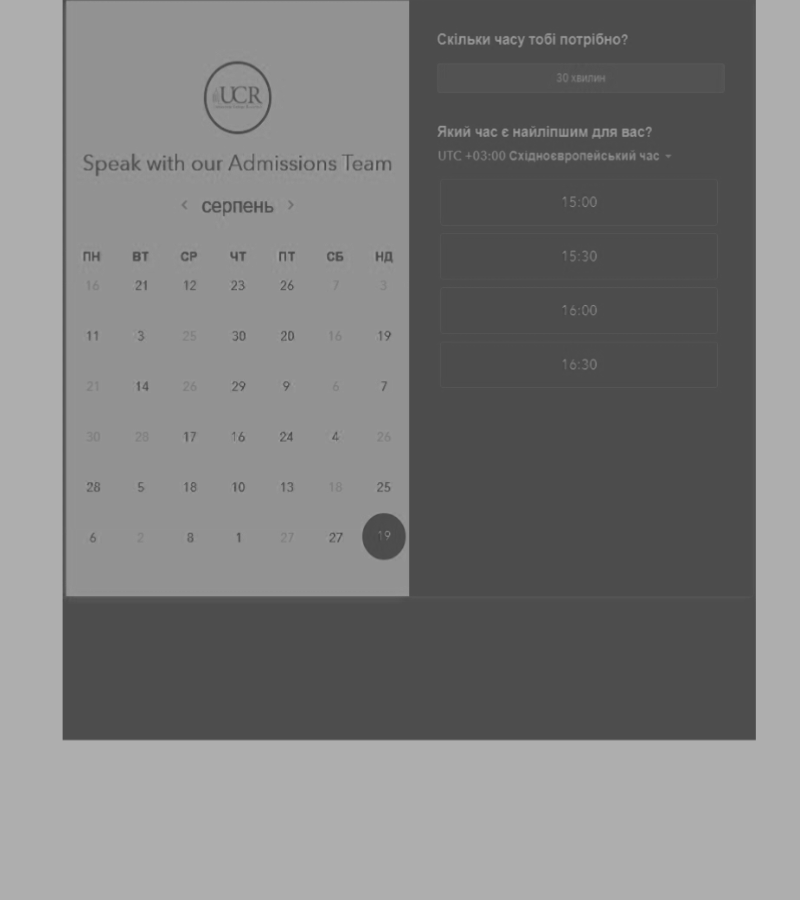 UCR
Speak with our Admissions Team
серпень
ПН ВТ СР ЧТ ПТ СБ НД
16 21 12 23 26 7 3
11 3 25 30 20 16 19
21 14 26 29 9 6 7
30 28 17 16 24 4 26
28 5 18 10 13 18 25
6 2 8 1 27 27 19
Скільки часу тобі потрібно?
30 хвилин
Який час є найліпшим для вас?
UTC +03:00 Східноєвропейський час
15:00
15:30
16:00
16:30